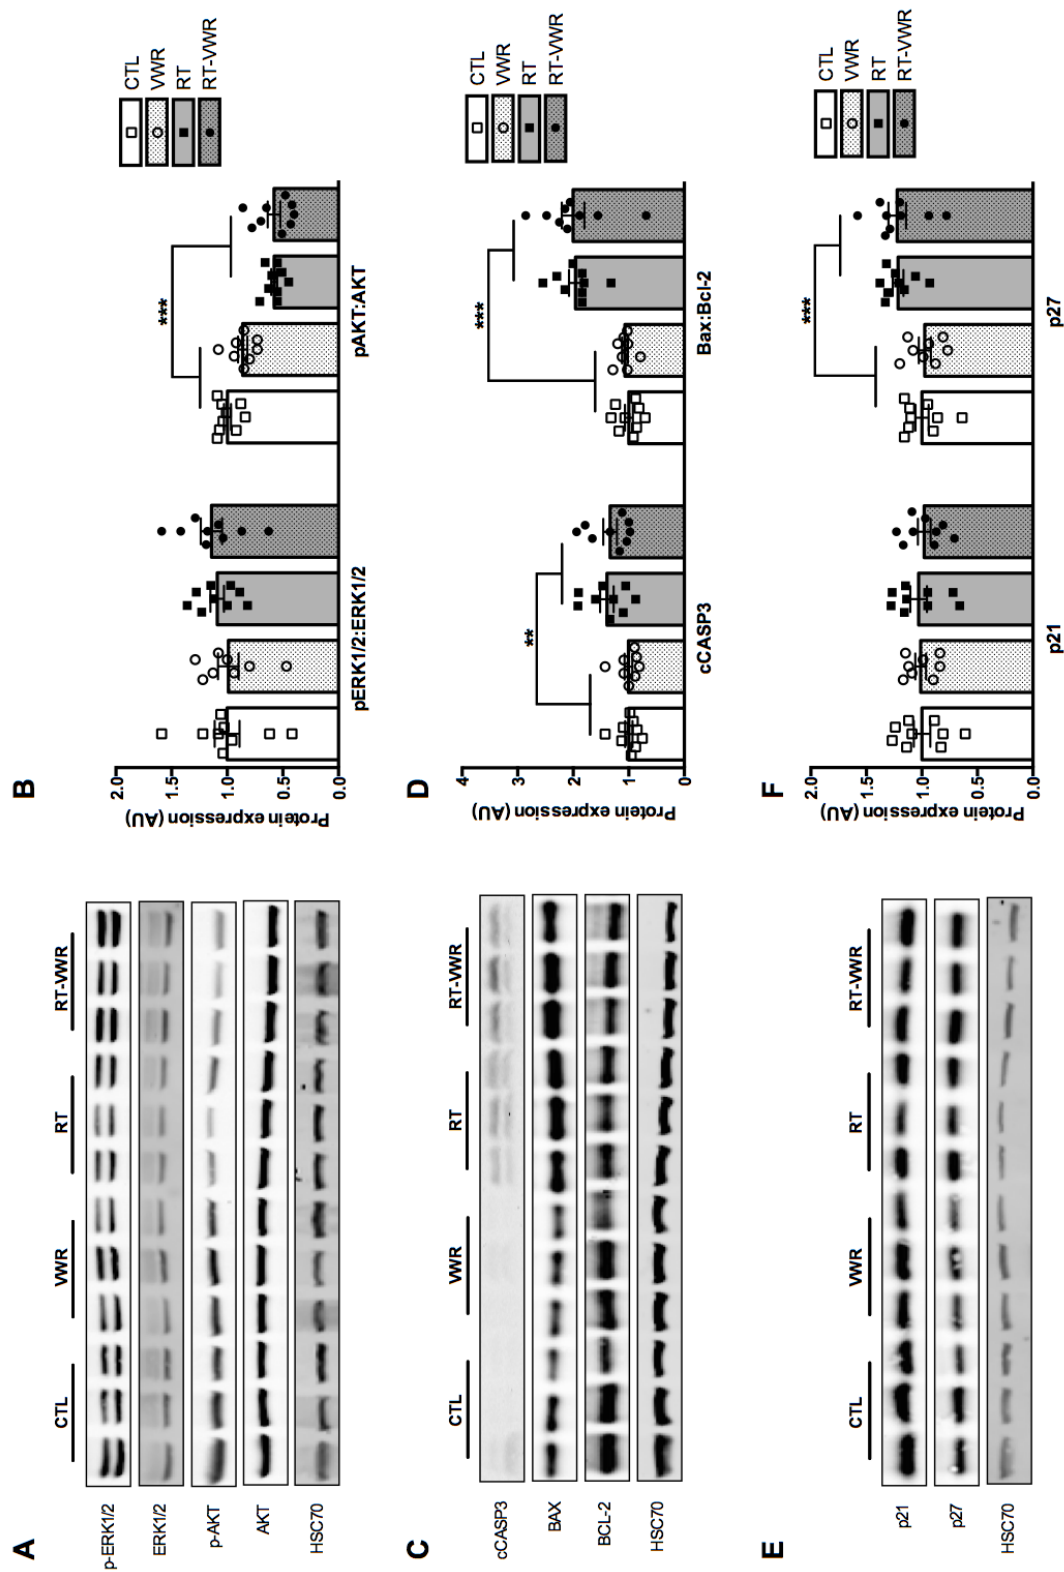 A
CTL
VWR
RT
RT-VWR
p-ERK1/2
ERK1/2
p-AKT
AKT
HSC70
B
Protein expression (AU)
2.0
1.5
1.0
0.5
0.0
***
pERK1/2:ERK1/2
pAKT:AKT
CTL
VWR
RT
RT-VWR
C
CTL
VWR
RT
RT-VWR
cCASP3
BAX
BCL-2
HSC70
D
Protein expression (AU)
4
3
2
1
0
**
***
cCASP3
Bax:Bcl-2
CTL
VWR
RT
RT-VWR
E
CTL
VWR
RT
RT-VWR
p21
p27
HSC70
F
Protein expression (AU)
2.0
1.5
1.0
0.5
0.0
***
p21
p27
CTL
VWR
RT
RT-VWR